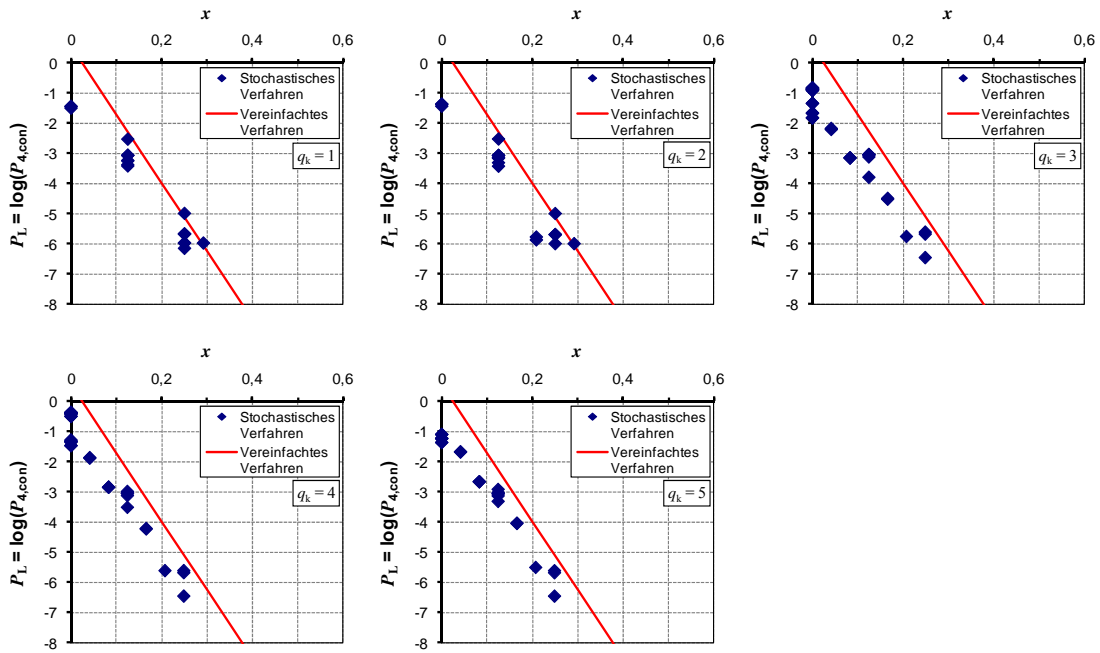 x
0 0,2 0,4 0,6
0
-1
-2
-3
-4
-5
-6
-7
-8
P_L = log(P_4,con)
Stochastisches
Verfahren
Vereinfachtes
Verfahren
q_k = 1
x
0 0,2 0,4 0,6
0
-1
-2
-3
-4
-5
-6
-7
-8
P_L = log(P_4,con)
Stochastisches
Verfahren
Vereinfachtes
Verfahren
q_k = 2
x
0 0,2 0,4 0,6
0
-1
-2
-3
-4
-5
-6
-7
-8
P_L = log(P_4,con)
Stochastisches
Verfahren
Vereinfachtes
Verfahren
q_k = 3
x
0 0,2 0,4 0,6
0
-1
-2
-3
-4
-5
-6
-7
-8
P_L = log(P_4,con)
Stochastisches
Verfahren
Vereinfachtes
Verfahren
q_k = 4
x
0 0,2 0,4 0,6
0
-1
-2
-3
-4
-5
-6
-7
-8
P_L = log(P_4,con)
Stochastisches
Verfahren
Vereinfachtes
Verfahren
q_k = 5